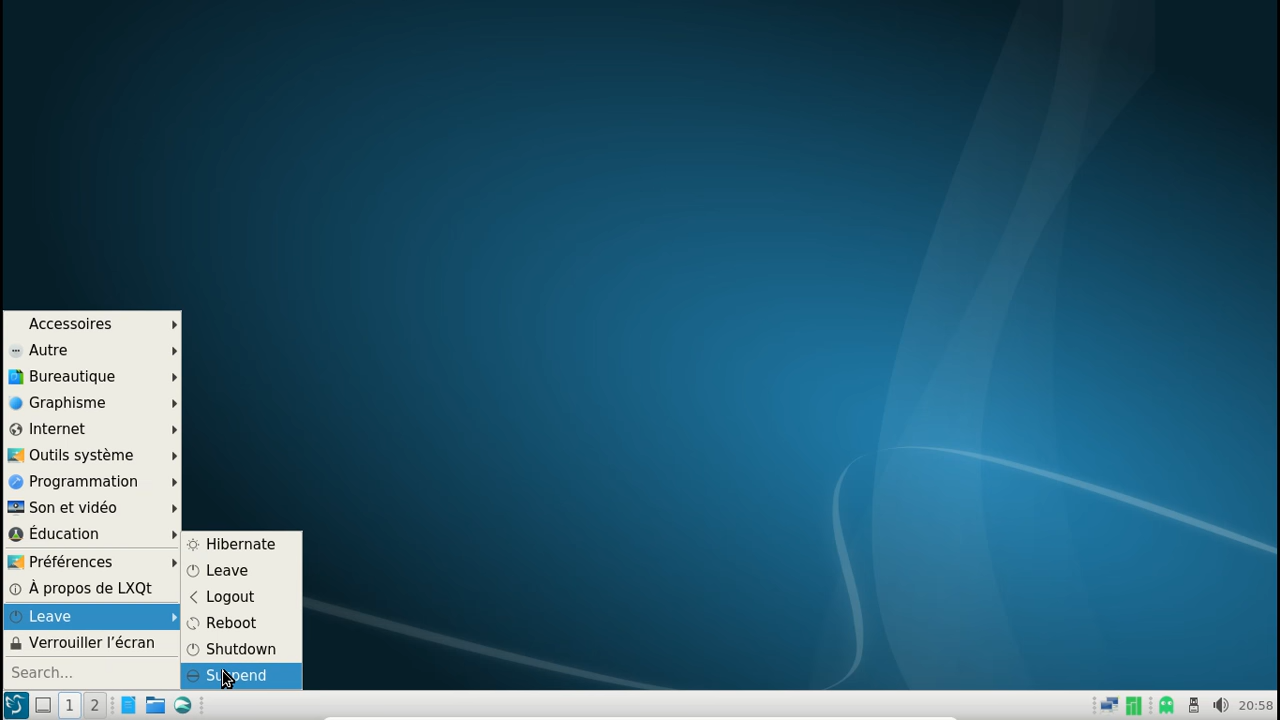 Accessoires
Autre
Bureautique
Graphisme
Internet
Outils système
Programmation
Son et vidéo
Éducation
Préférences
À propos de LXQt
Leave
Verrouiller l’écran
Search...
Hibernate
Leave
Logout
Reboot
Shutdown
Suspend
1
2
20:58